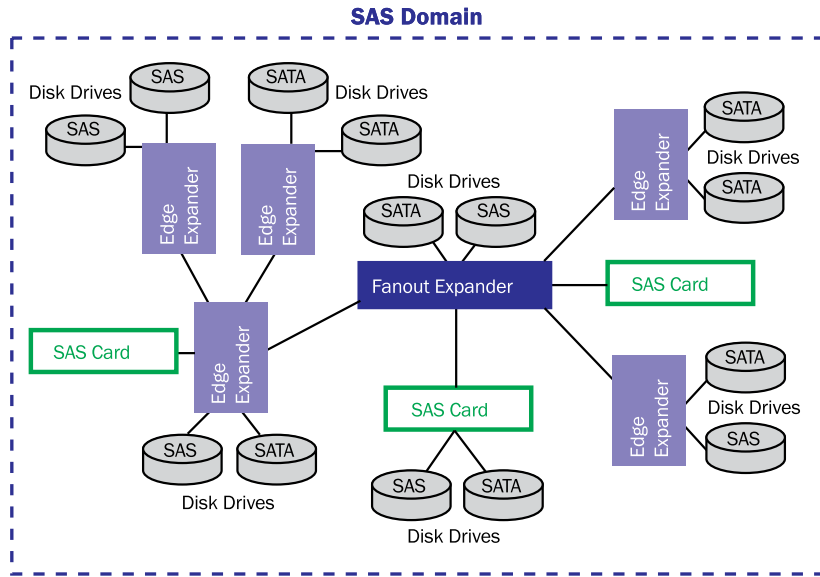 SAS Domain
SAS
SATA
Disk Drives
Disk Drives
SAS
SATA
Edge
Expander
Edge
Expander
SATA
Disk Drives
SATA
Edge
Expander
Disk Drives
SATA
SAS
Fanout Expander
SAS Card
SAS Card
Edge
Expander
SAS
SATA
Disk Drives
SAS Card
SAS
SATA
Disk Drives
Edge
Expander
SATA
Disk Drives
SAS